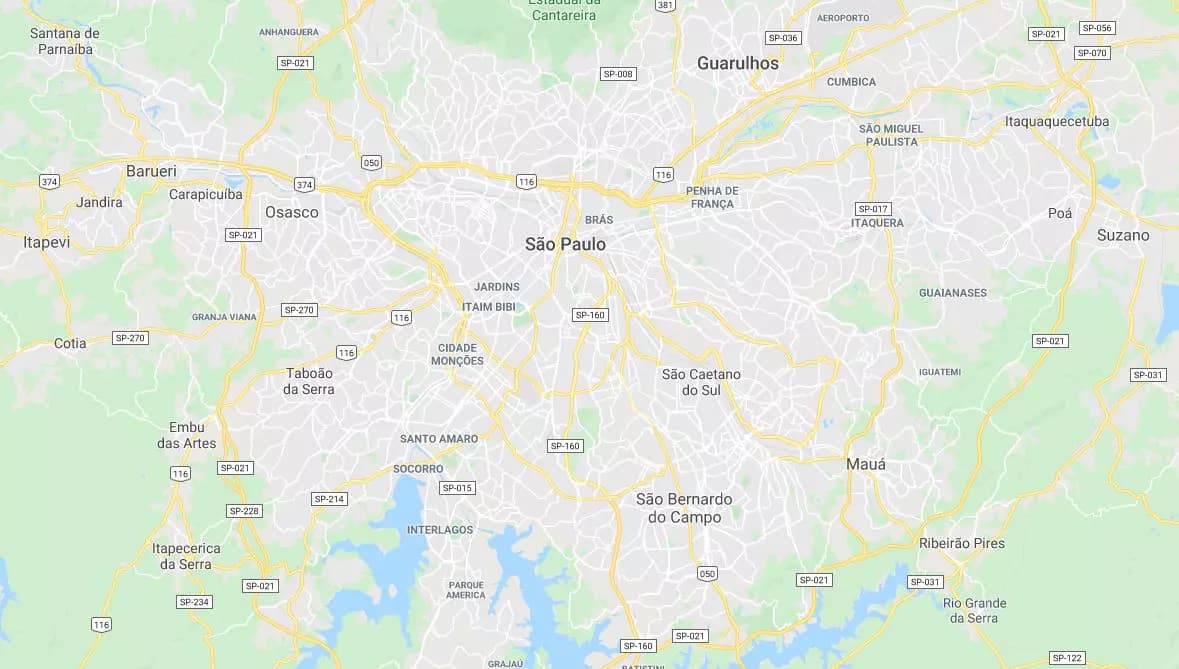 Estadual da
Cantareira
381
AEROPORTO
Santana de
Parnaíba
ANHANGUERA
SP-036
SP-021
SP-056
SP-070
SP-021
Guarulhos
SP-008
CUMBICA
Itaquaquecetuba
SÃO MIGUEL
PAULISTA
050
Barueri
374
374
116
116
Carapicuíba
Jandira
Osasco
PENHA DE
FRANÇA
SP-017
ITAQUERA
Poá
BRÁS
SP-021
Itapevi
São Paulo
Suzano
JARDINS
ITAIM BIBI
GUAIANASES
SP-270
GRANJA VIANA
116
SP-160
SP-270
Cotia
116
CIDADE
MONÇÕES
SP-021
Taboão
da Serra
São Caetano
do Sul
IGUATEMI
SP-031
Embu
das Artes
SANTO AMARO
SP-160
SOCORRO
116
SP-021
Mauá
SP-015
SP-214
SP-228
São Bernardo
do Campo
INTERLAGOS
Itapecerica
da Serra
Ribeirão Pires
050
SP-021
SP-021
SP-031
PARQUE
AMERICA
SP-234
Rio Grande
da Serra
116
SP-160
SP-021
SP-122
GRAJAÚ
BATISTINI